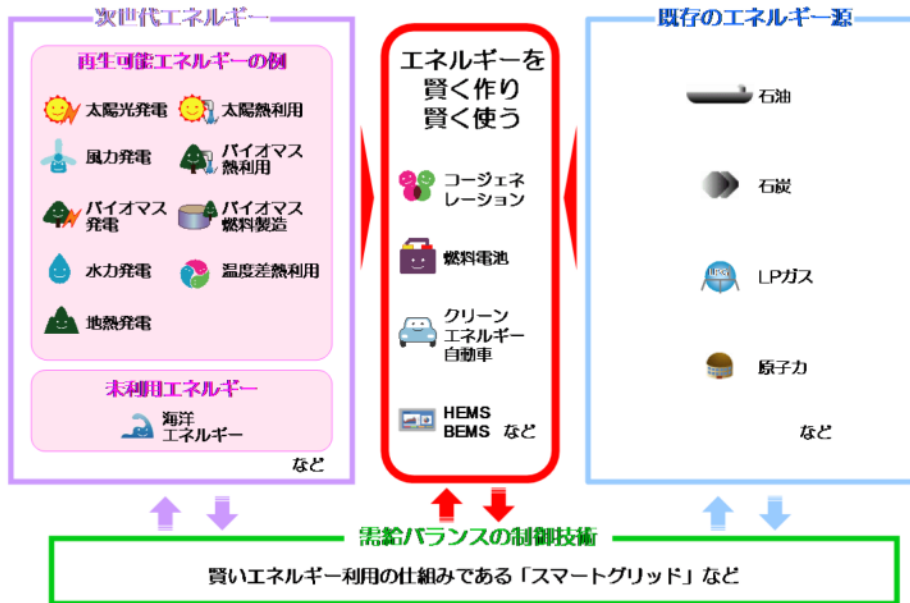 次世代エネルギー
再生可能エネルギーの例
太陽光発電
太陽熱利用
風力発電
バイオマス
熱利用
バイオマス
発電
バイオマス
燃料製造
水力発電
温度差熱利用
地熱発電
未利用エネルギー
海洋
エネルギー
など
エネルギーを
賢く作り
賢く使う
コージェネ
レーション
燃料電池
クリーン
エネルギー
自動車
HEMS
BEMS など
既存のエネルギー源
石油
石炭
LPガス
原子力
など
需給バランスの制御技術
賢いエネルギー利用の仕組みである「スマートグリッド」など